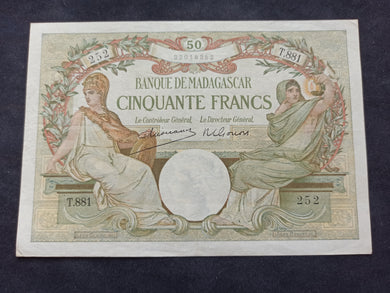 50
252
T.881
BANQUE DE MADAGASCAR
CINQUANTE FRANCS
Le Contrôleur Général, Le Directeur Général,
T.881
252